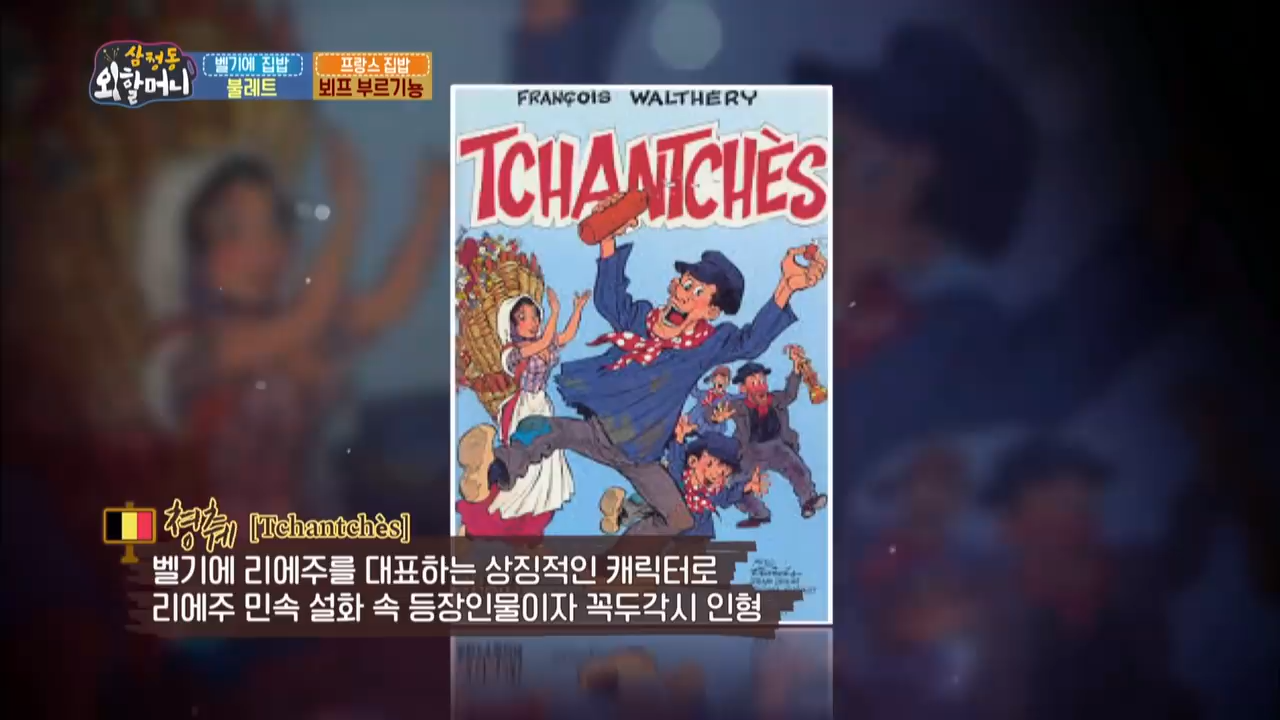 삼청동
외할머니
벨기에 집밥
불레트
프랑스 집밥
뵈프 부르기뇽
FRANÇOIS WALTHÉRY
TCHANTCHÈS
청췌 [Tchantchès]
벨기에 리에주를 대표하는 상징적인 캐릭터로
리에주 민속 설화 속 등장인물이자 꼭두각시 인형